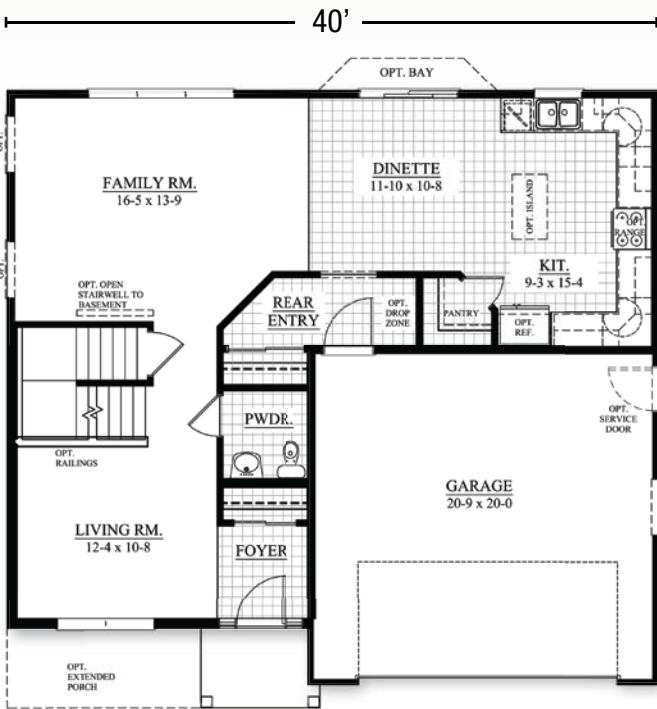 40’
OPT. BAY
FAMILY RM.
16-5 x 13-9
DINETTE
11-10 x 10-8
OPT. ISLAND
OPT.
RANGE
KIT.
9-3 x 15-4
OPT. OPEN
STAIRWELL TO
BASEMENT
REAR
ENTRY
OPT.
DROP
ZONE
PANTRY
OPT.
REF.
OPT.
SERVICE
DOOR
PWDR.
OPT.
RAILINGS
GARAGE
20-9 x 20-0
LIVING RM.
12-4 x 10-8
FOYER
OPT.
EXTENDED
PORCH